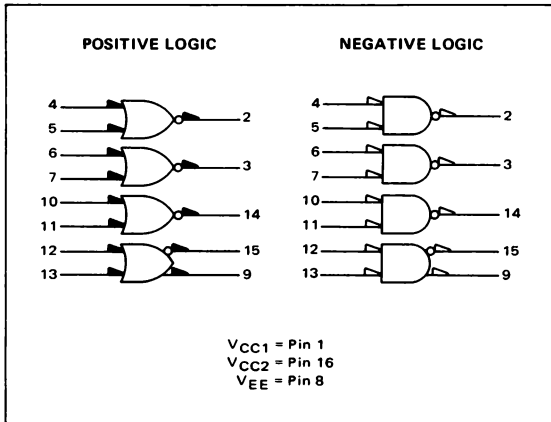 POSITIVE LOGIC NEGATIVE LOGIC
4 2 4 2
5 5
6 3 6 3
7 7
10 14 10 14
11 11
12 15 12 15
13 9 13 9
VCC1 = Pin 1
VCC2 = Pin 16
VEE = Pin 8